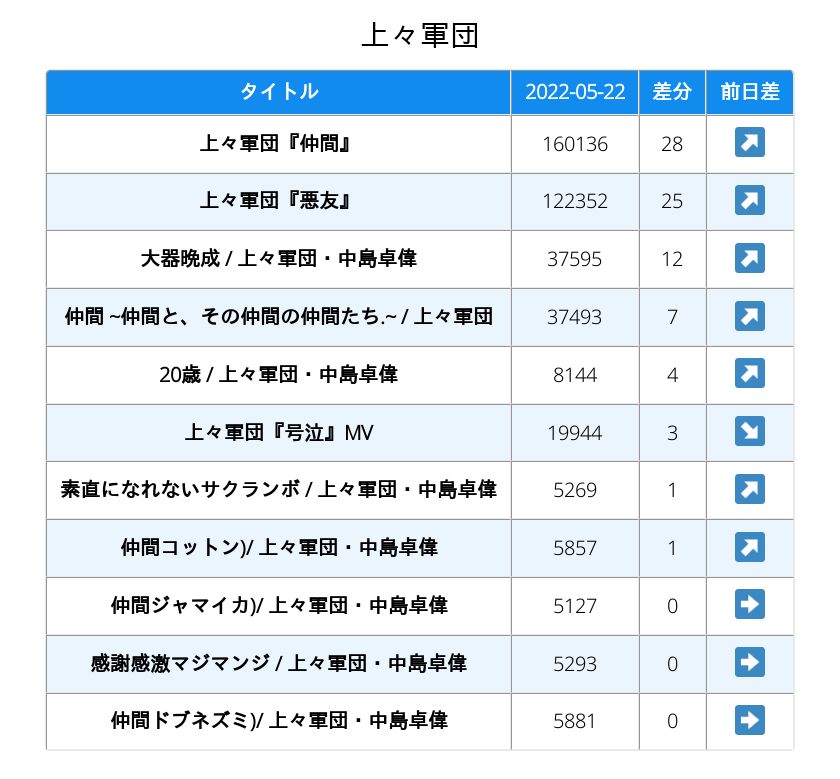 上々軍団
タイトル 2022-05-22 差分 前日差
上々軍団『仲間』 160136 28 ↗
上々軍団『悪友』 122352 25 ↗
大器晩成 / 上々軍団・中島卓偉 37595 12 ↗
仲間 ~仲間と、その仲間の仲間たち.~ / 上々軍団 37493 7 ↗
20歳 / 上々軍団・中島卓偉 8144 4 ↗
上々軍団『号泣』MV 19944 3 ↘
素直になれないサクランボ / 上々軍団・中島卓偉 5269 1 ↗
仲間コットン)/ 上々軍団・中島卓偉 5857 1 ↗
仲間ジャマイカ)/ 上々軍団・中島卓偉 5127 0 ➡
感謝感激マジマンジ / 上々軍団・中島卓偉 5293 0 ➡
仲間ドブネズミ)/ 上々軍団・中島卓偉 5881 0 ➡